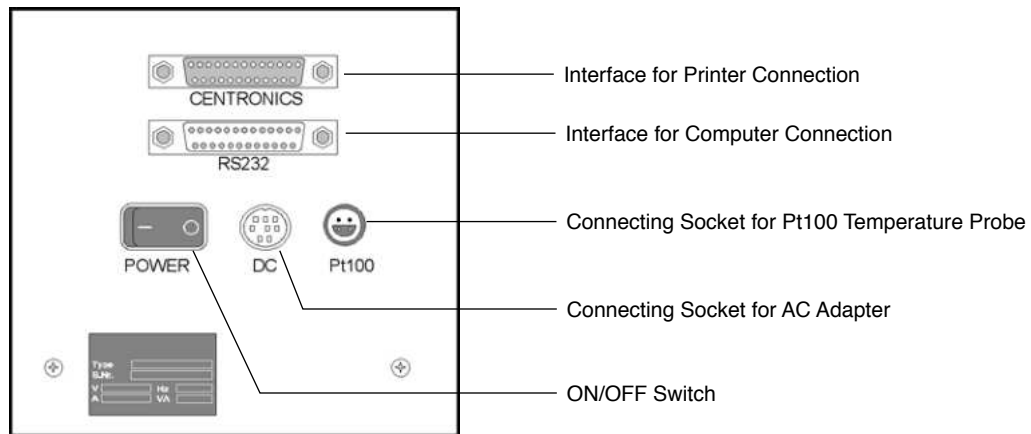 CENTRONICS
Interface for Printer Connection
RS232
Interface for Computer Connection
POWER
DC
Pt100
Connecting Socket for Pt100 Temperature Probe
Connecting Socket for AC Adapter
Type
S.Nr.
V Hz
A VA
ON/OFF Switch